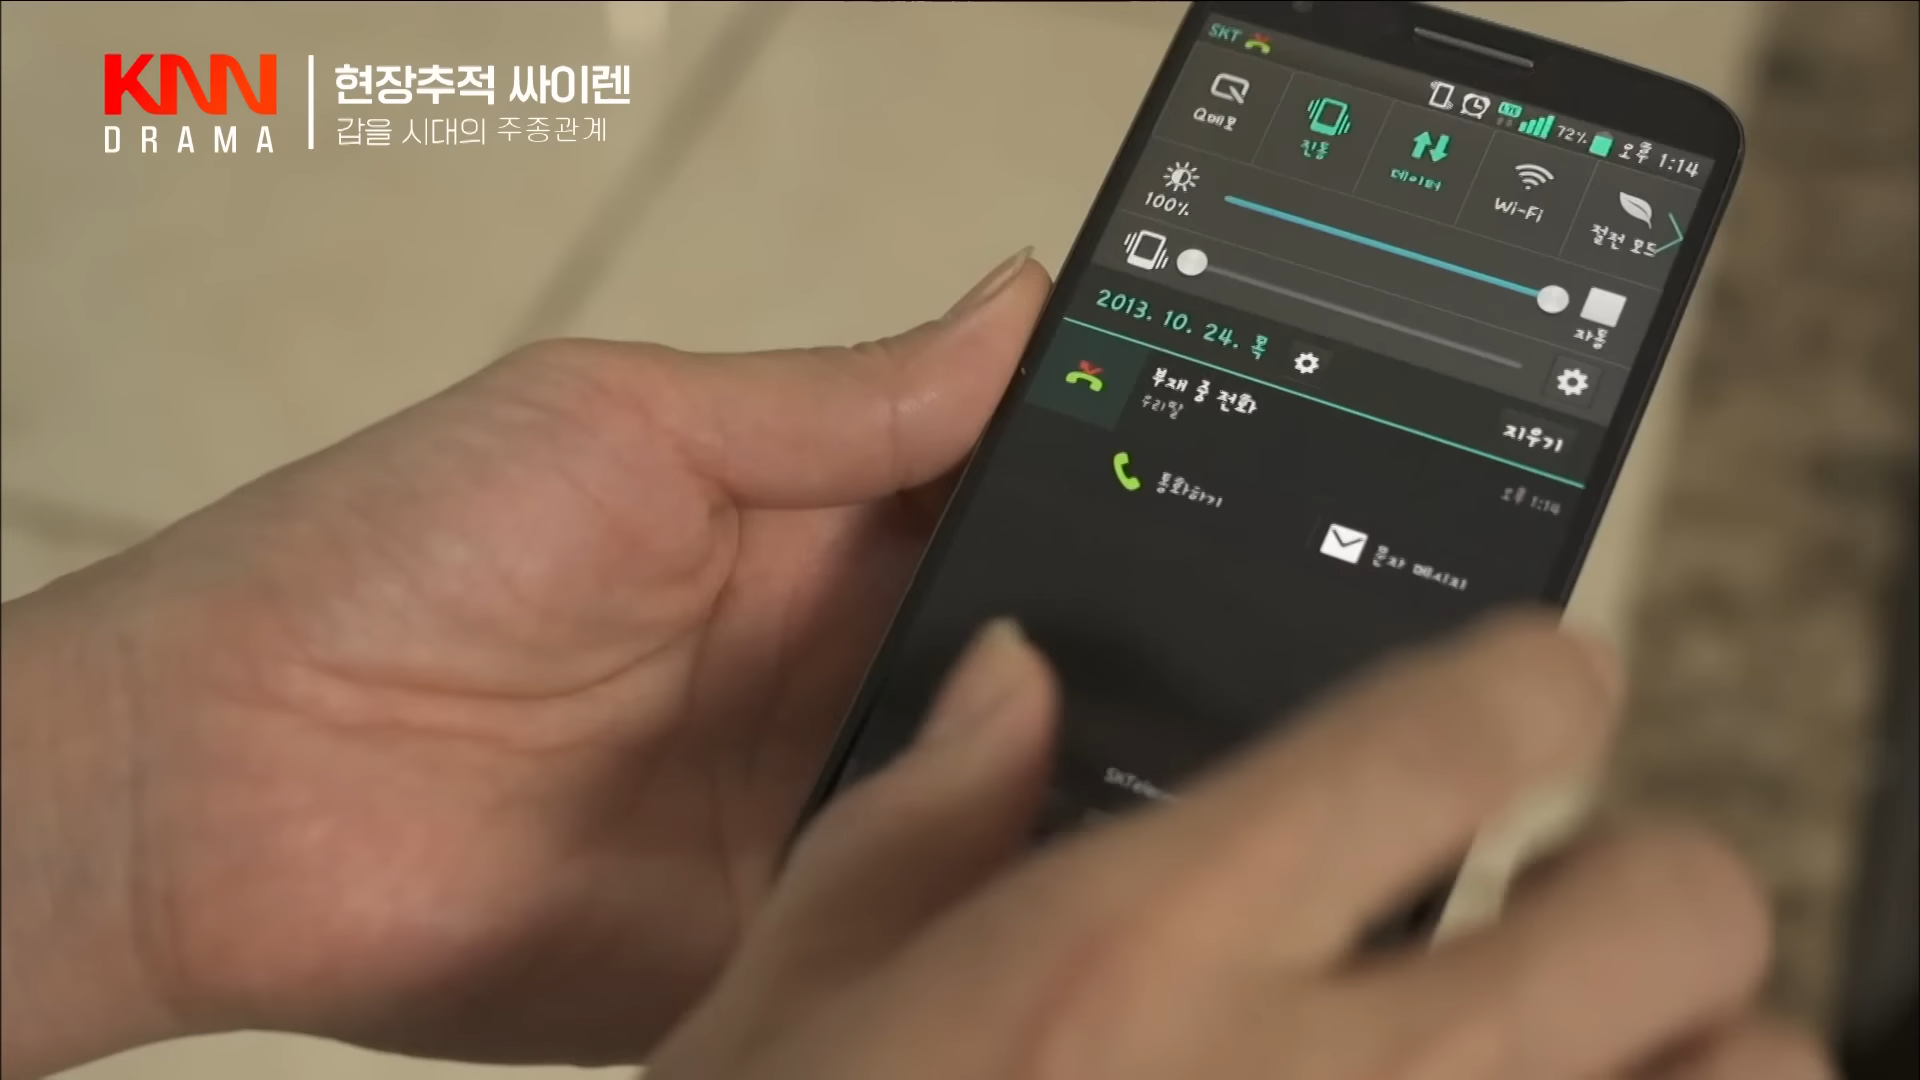 KNN
DRAMA
현장추적 싸이렌
갑을 시대의 주종관계
SKT
LTE 72% 오후 1:14
Q메모
진동
데이터
Wi-Fi
절전 모드
100%
자동
2013. 10. 24. 목
지우기
부재 중 전화
우리딸
오후 1:14
통화하기
문자 메시지